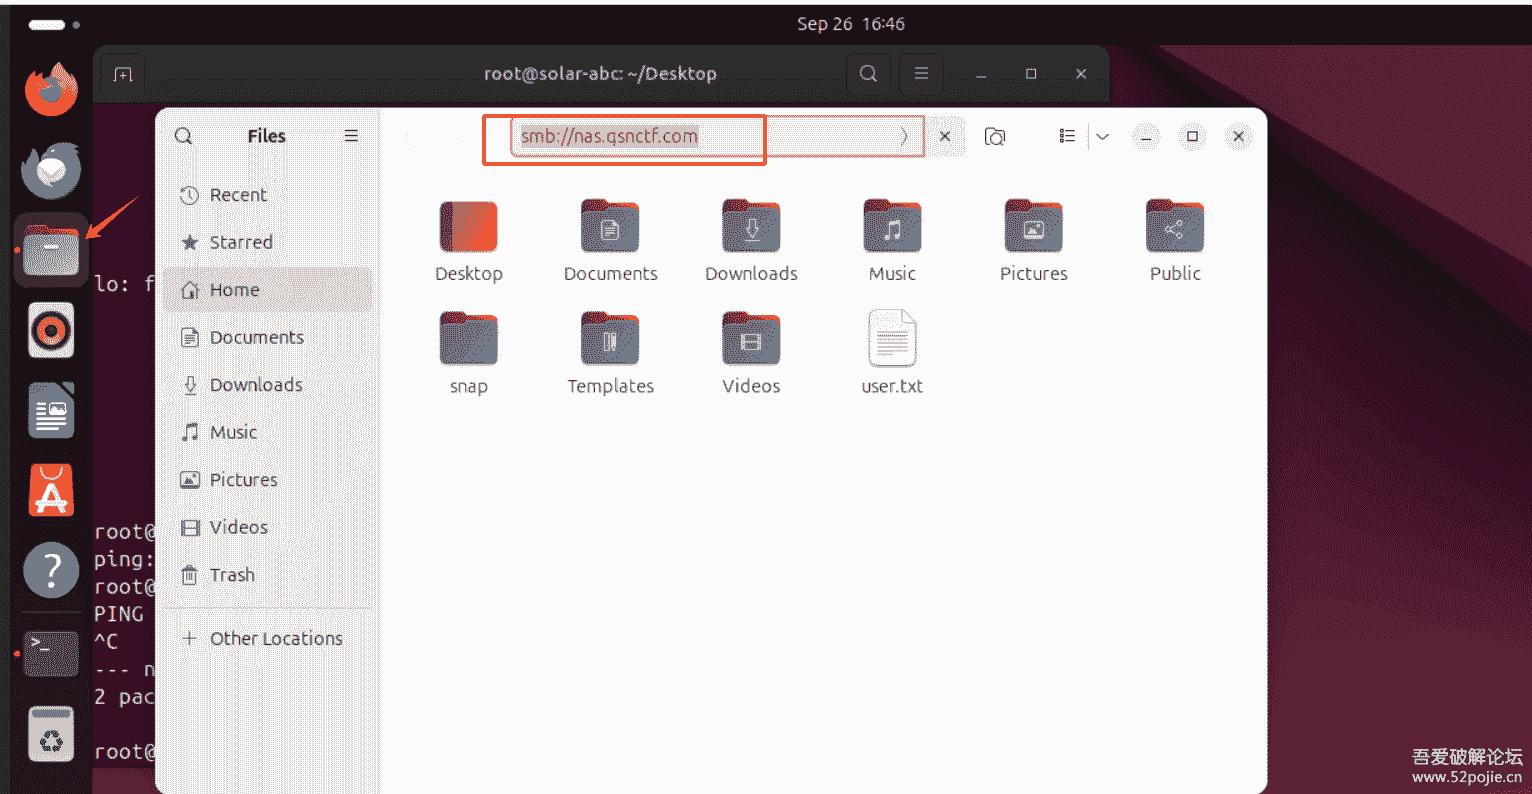 Sep 26 16:46
root@solar-abc: ~/Desktop
Files
smb://nas.qsnctf.com
Recent
Starred
Home
Documents
Downloads
Music
Pictures
Videos
Trash
Other Locations
Desktop
Documents
Downloads
Music
Pictures
Public
snap
Templates
Videos
user.txt
lo: f
root@
ping:
root@
PING
^C
--- n
2 pac
root@
>_
?
吾爱破解论坛
www.52pojie.cn